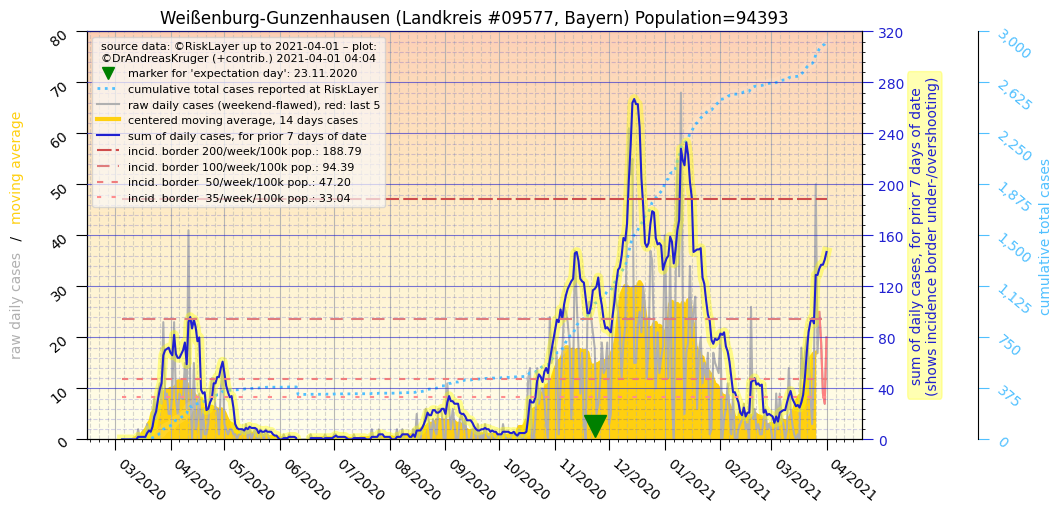 Weißenburg-Gunzenhausen (Landkreis #09577, Bayern) Population=94393
source data: ©RiskLayer up to 2021-04-01 – plot:
©DrAndreasKruger (+contrib.) 2021-04-01 04:04
marker for 'expectation day': 23.11.2020
cumulative total cases reported at RiskLayer
raw daily cases (weekend-flawed), red: last 5
centered moving average, 14 days cases
sum of daily cases, for prior 7 days of date
incid. border 200/week/100k pop.: 188.79
incid. border 100/week/100k pop.: 94.39
incid. border  50/week/100k pop.: 47.20
incid. border  35/week/100k pop.: 33.04
raw daily cases / moving average
80
70
60
50
40
30
20
10
0
03/2020
04/2020
05/2020
06/2020
07/2020
08/2020
09/2020
10/2020
11/2020
12/2020
01/2021
02/2021
03/2021
04/2021
320
280
240
200
160
120
80
40
0
sum of daily cases, for prior 7 days of date
(shows incidence border under-/overshooting)
3,000
2,625
2,250
1,875
1,500
1,125
750
375
0
cumulative total cases